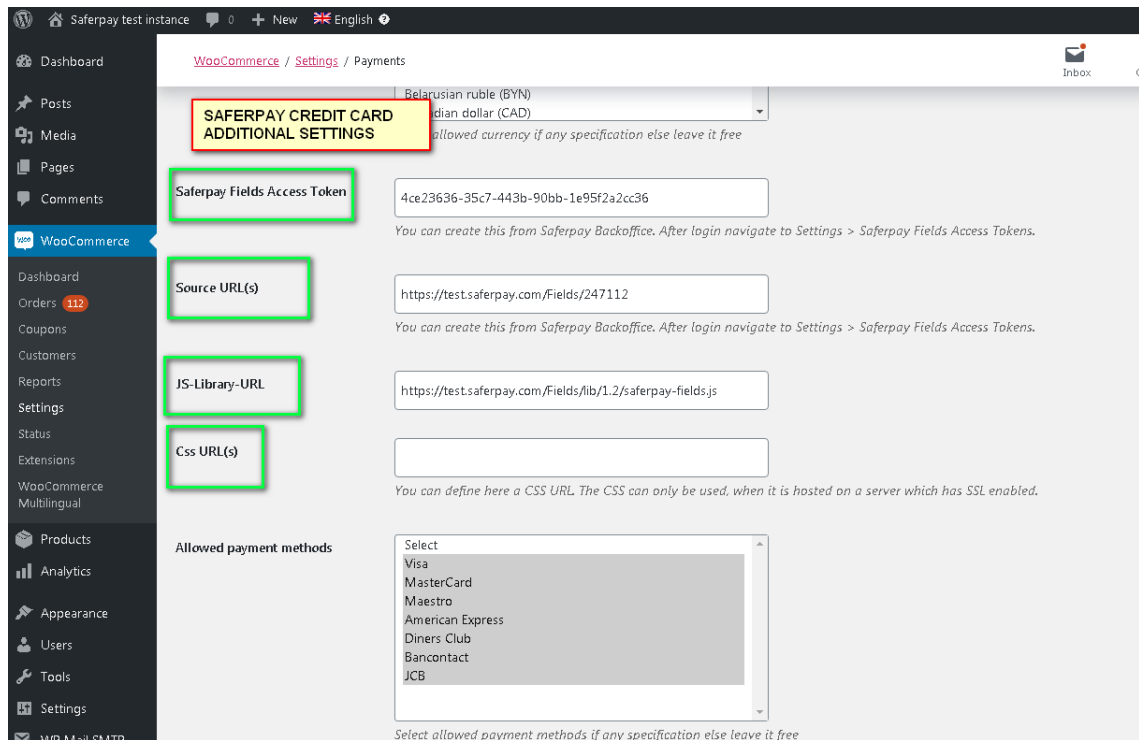 Saferpay test instance 0 + New English
WooCommerce / Settings / Payments
Inbox
Dashboard
Posts
Media
Pages
Comments
WooCommerce
Dashboard
Orders 112
Coupons
Customers
Reports
Settings
Status
Extensions
WooCommerce
Multilingual
Products
Analytics
Appearance
Users
Tools
Settings
WP Mail SMTP
Belarusian ruble (BYN)
dian dollar (CAD)
SAFERPAY CREDIT CARD
ADDITIONAL SETTINGS
allowed currency if any specification else leave it free
Saferpay Fields Access Token
4ce23636-35c7-443b-90bb-1e95f2a2cc36
You can create this from Saferpay Backoffice. After login navigate to Settings > Saferpay Fields Access Tokens.
Source URL(s)
https://test.saferpay.com/Fields/247112
You can create this from Saferpay Backoffice. After login navigate to Settings > Saferpay Fields Access Tokens.
JS-Library-URL
https://test.saferpay.com/Fields/lib/1.2/saferpay-fields.js
Css URL(s)
You can define here a CSS URL. The CSS can only be used, when it is hosted on a server which has SSL enabled.
Allowed payment methods
Select
Visa
MasterCard
Maestro
American Express
Diners Club
Bancontact
JCB
Select allowed payment methods if any specification else leave it free